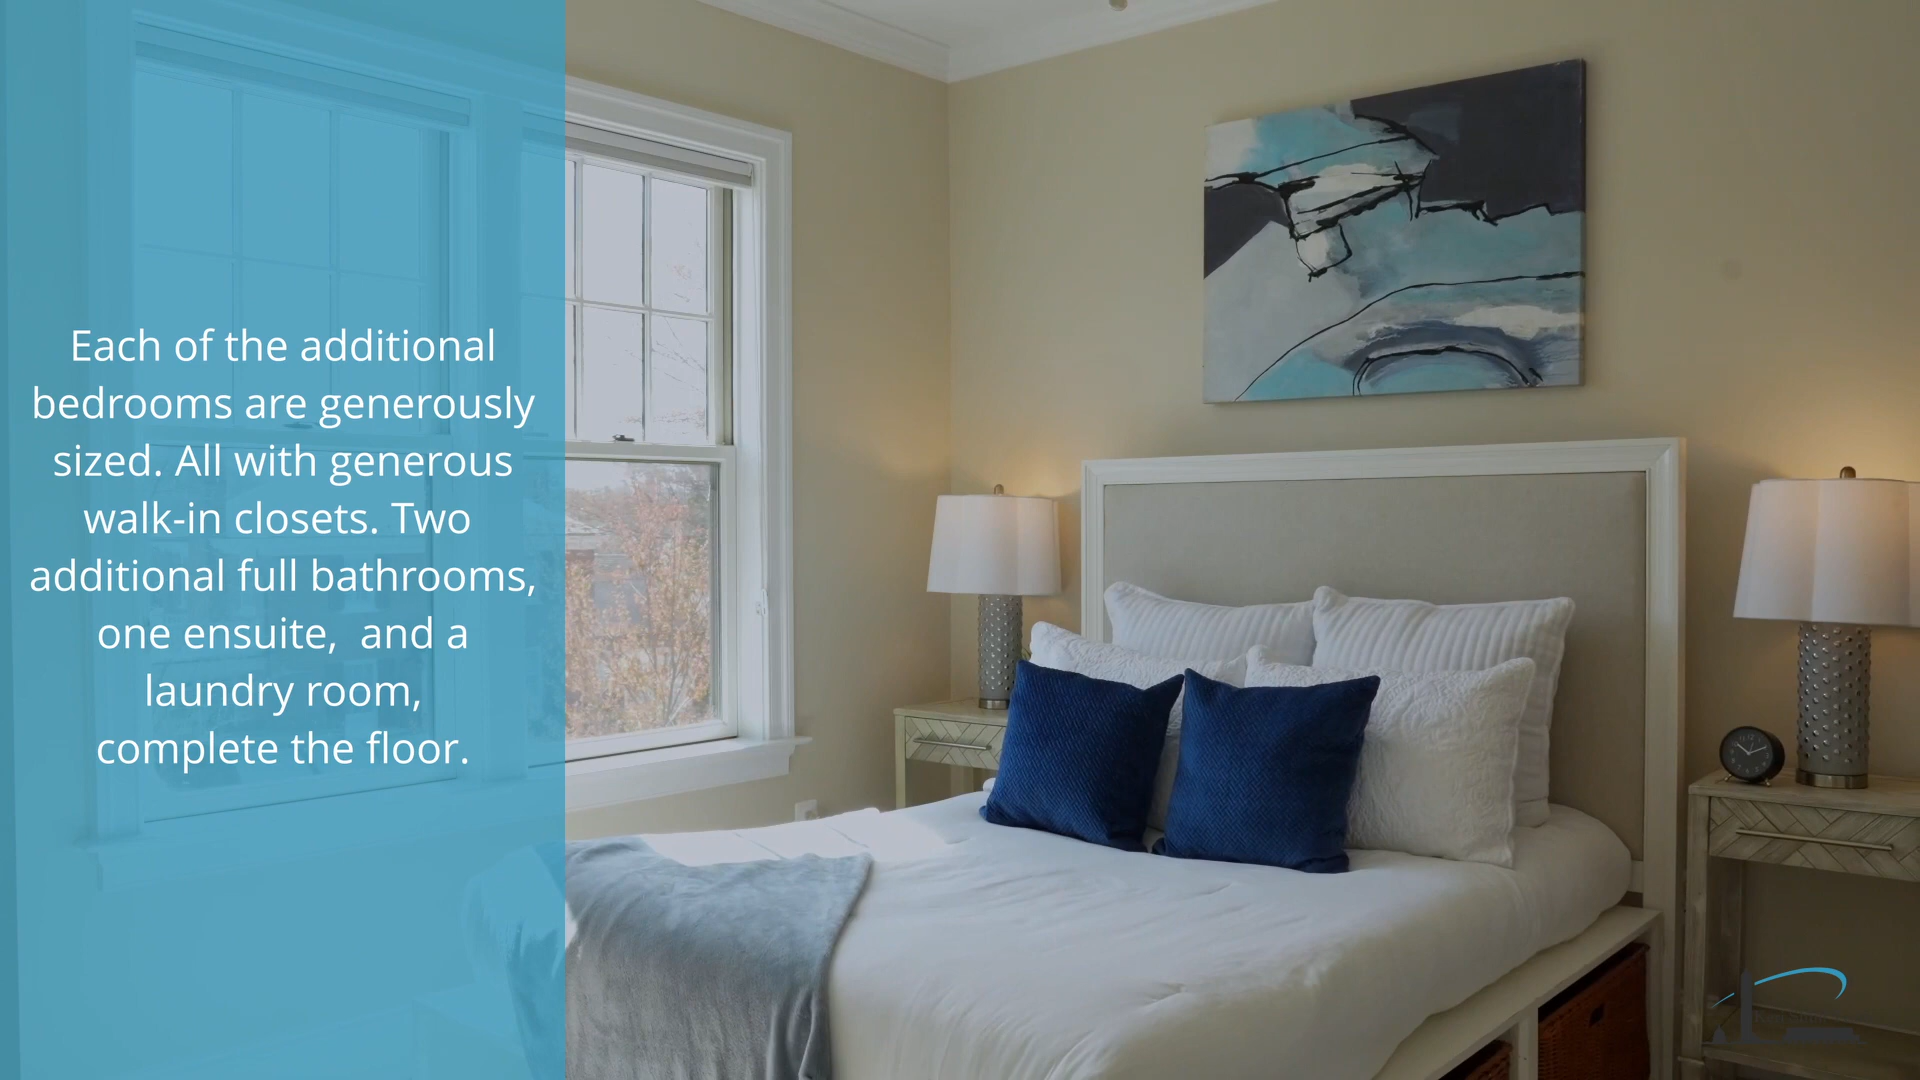 Each of the additional
bedrooms are generously
sized. All with generous
walk-in closets. Two
additional full bathrooms,
one ensuite,  and a
laundry room,
complete the floor.